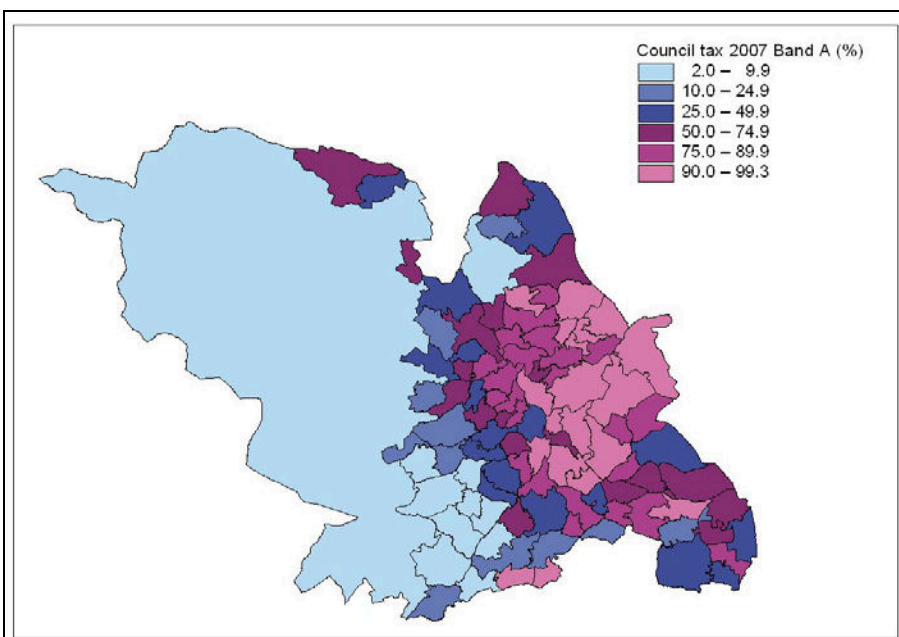 Council tax 2007 Band A (%)
2.0 – 9.9
10.0 – 24.9
25.0 – 49.9
50.0 – 74.9
75.0 – 89.9
90.0 – 99.3